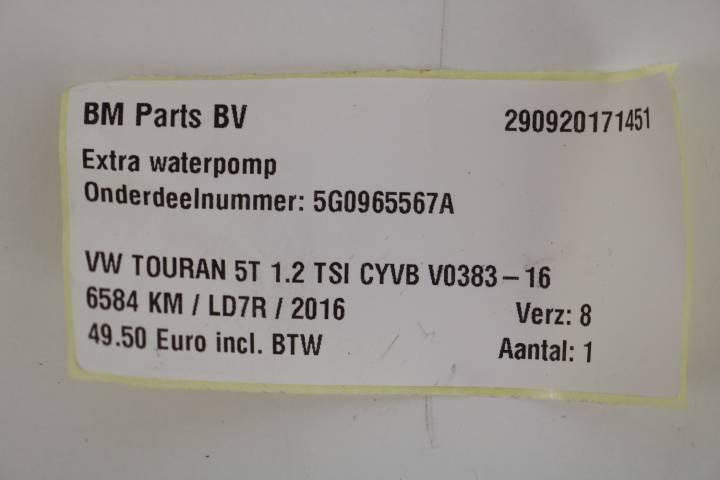 BM Parts BV 290920171451
Extra waterpomp
Onderdeelnummer: 5G0965567A
VW TOURAN 5T 1.2 TSI CYVB V0383-16
6584 KM / LD7R / 2016 Verz: 8
49.50 Euro incl. BTW Aantal: 1